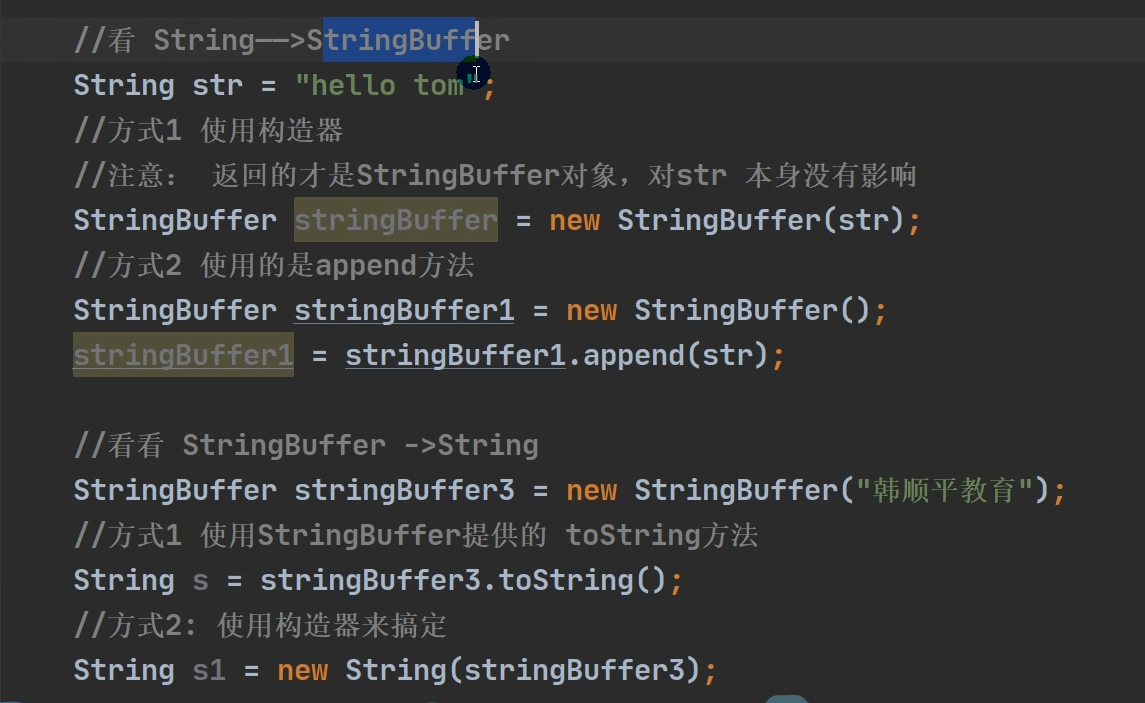 //看 String——>StringBuffer
String str = "hello tom";
//方式1 使用构造器
//注意： 返回的才是StringBuffer对象，对str 本身没有影响
StringBuffer stringBuffer = new StringBuffer(str);
//方式2 使用的是append方法
StringBuffer stringBuffer1 = new StringBuffer();
stringBuffer1 = stringBuffer1.append(str);
//看看 StringBuffer ->String
StringBuffer stringBuffer3 = new StringBuffer("韩顺平教育");
//方式1 使用StringBuffer提供的 toString方法
String s = stringBuffer3.toString();
//方式2: 使用构造器来搞定
String s1 = new String(stringBuffer3);